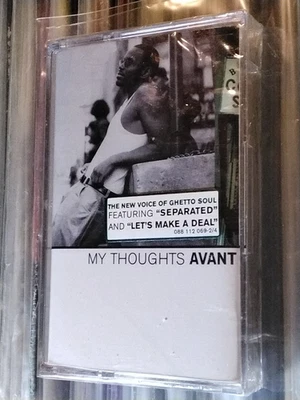 THE NEW VOICE OF GHETTO SOUL
FEATURING "SEPARATED"
AND "LET'S MAKE A DEAL"
088 112 069-2/4
MY THOUGHTS AVANT